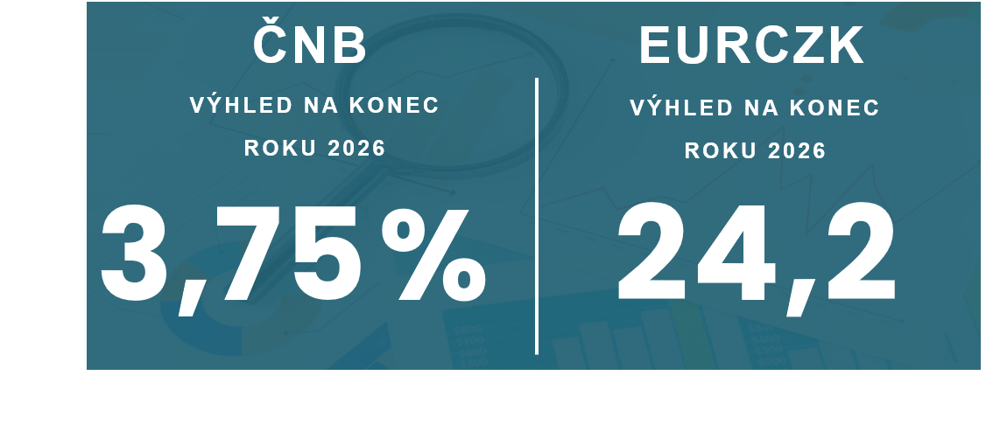 ČNB
VÝHLED NA KONEC
ROKU 2026
3,75%
EURCZK
VÝHLED NA KONEC
ROKU 2026
24,2